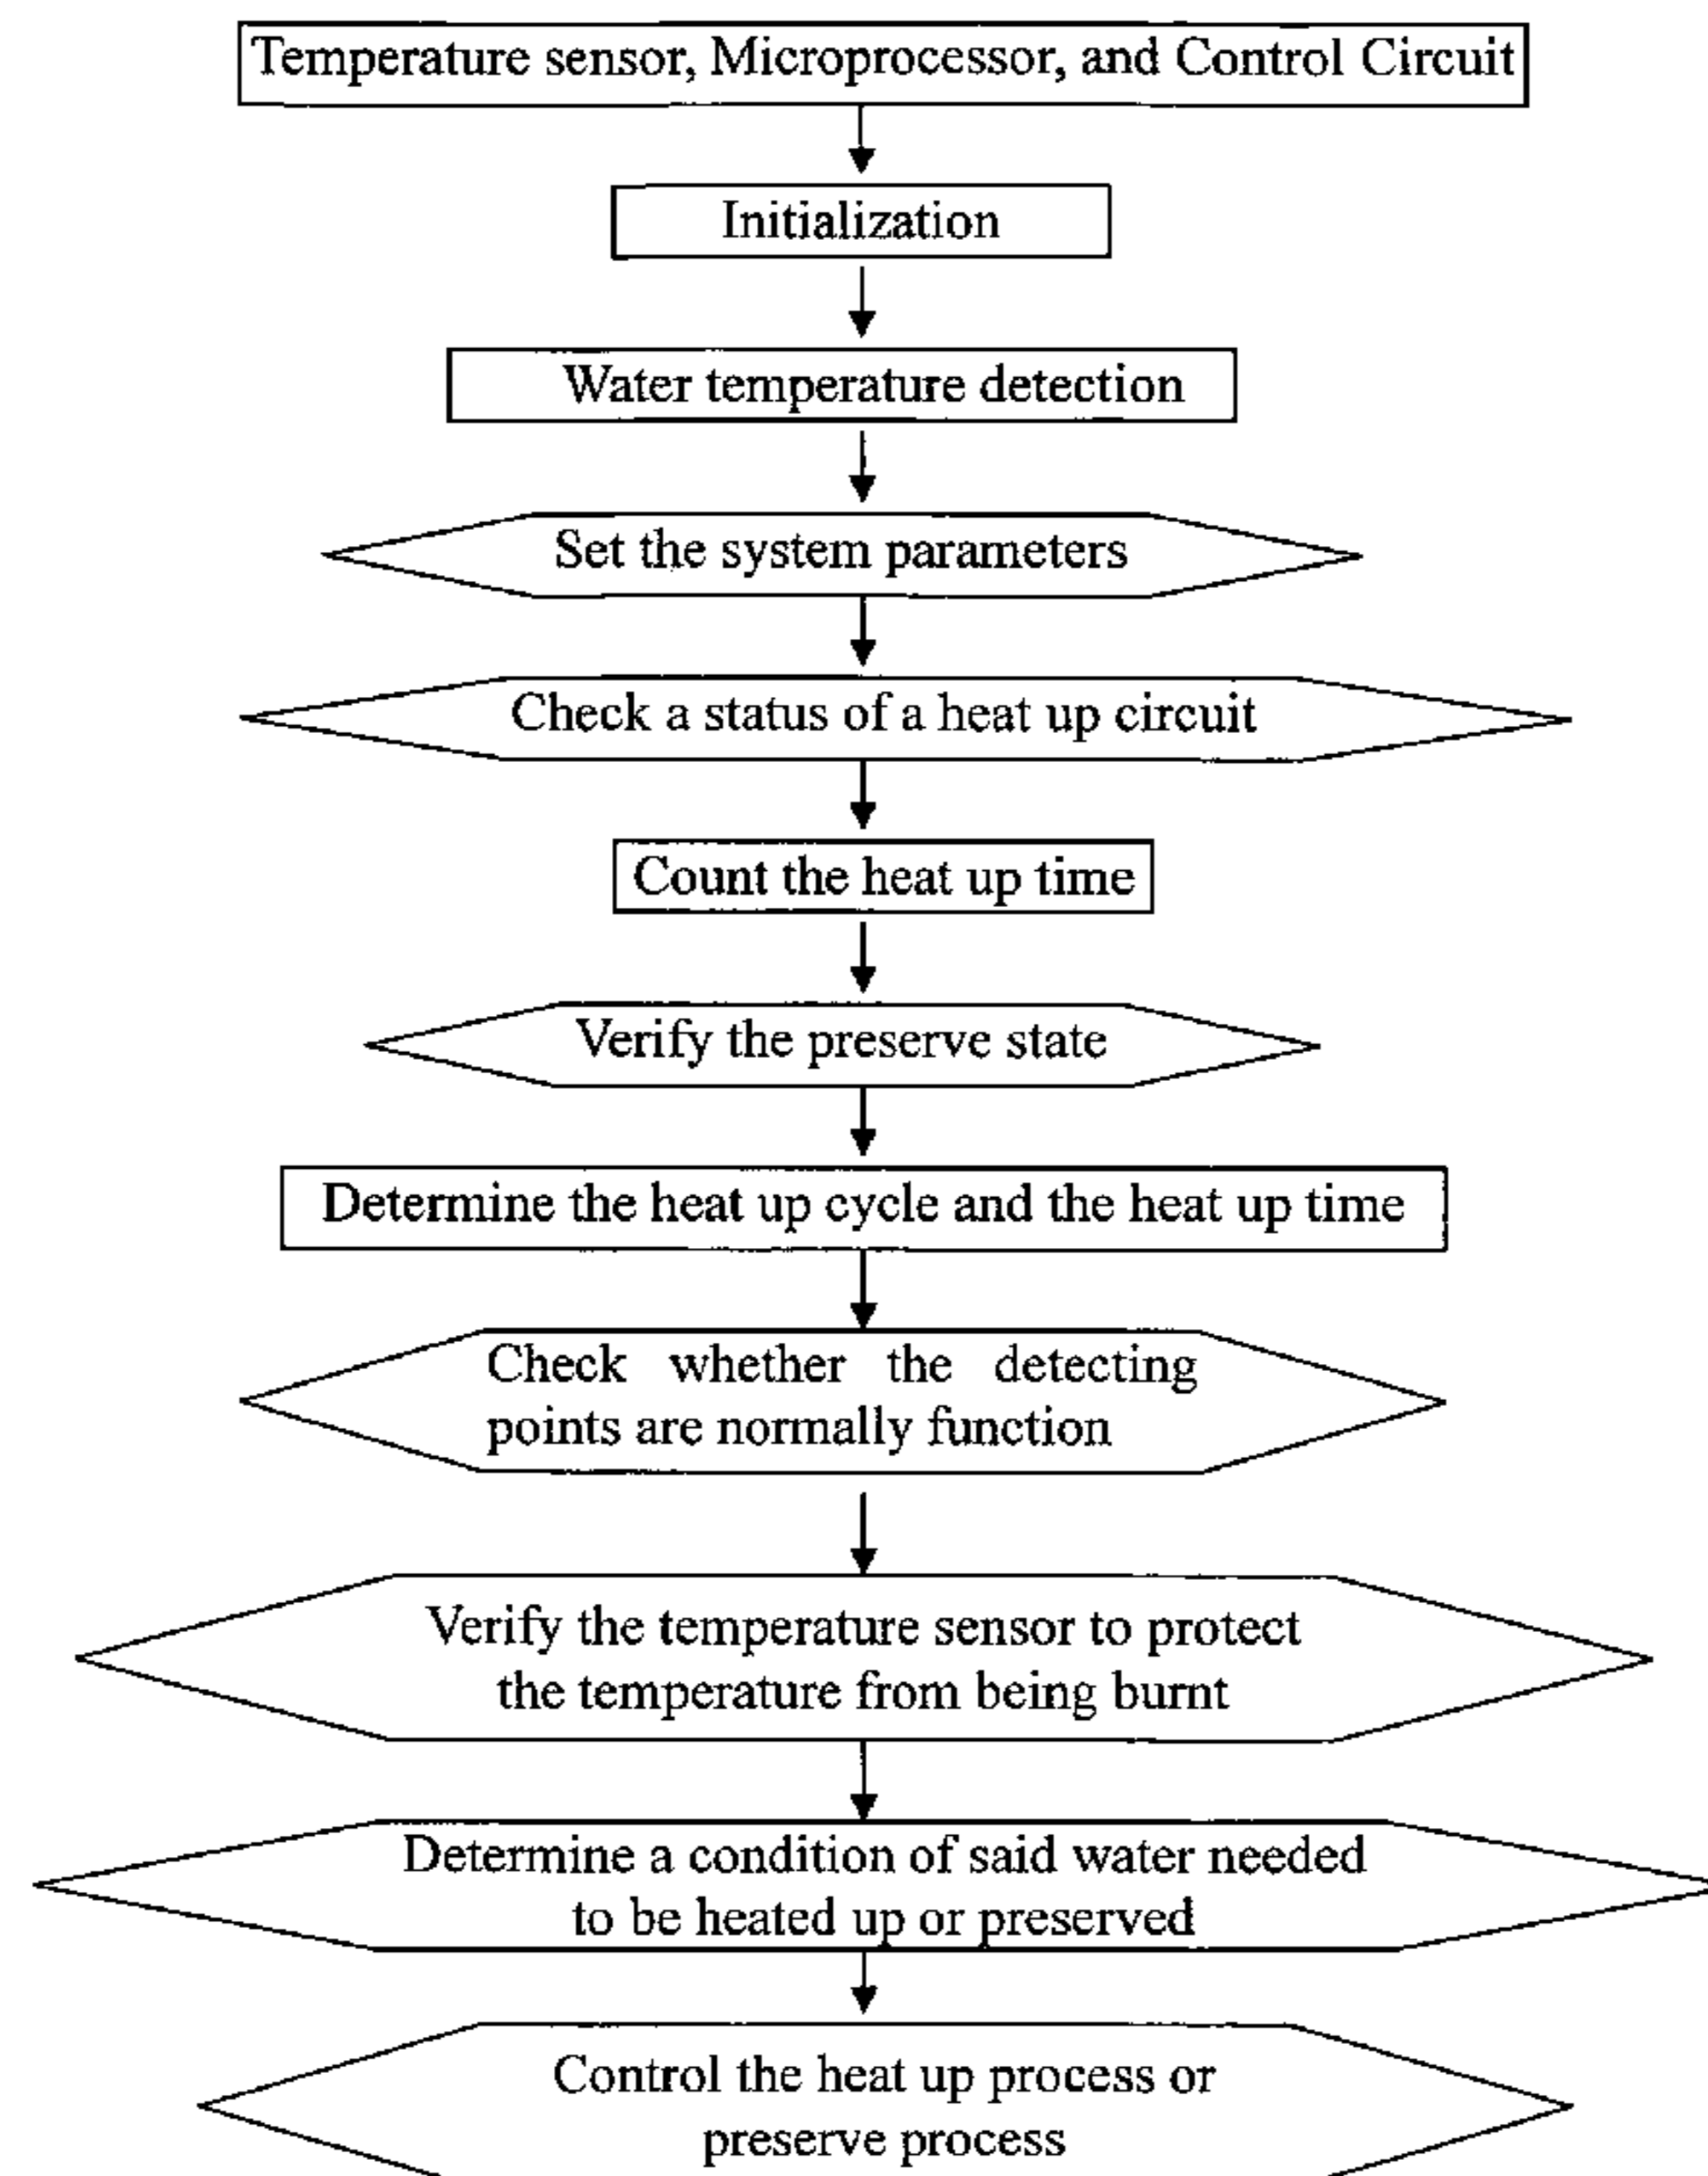 Temperature sensor, Microprocessor, and Control Circuit
Initialization
Water temperature detection
Set the system parameters
Check a status of a heat up circuit
Count the heat up time
Verify the preserve state
Determine the heat up cycle and the heat up time
Check whether the detecting
points are normally function
Verify the temperature sensor to protect
the temperature from being burnt
Determine a condition of said water needed
to be heated up or preserved
Control the heat up process or
preserve process